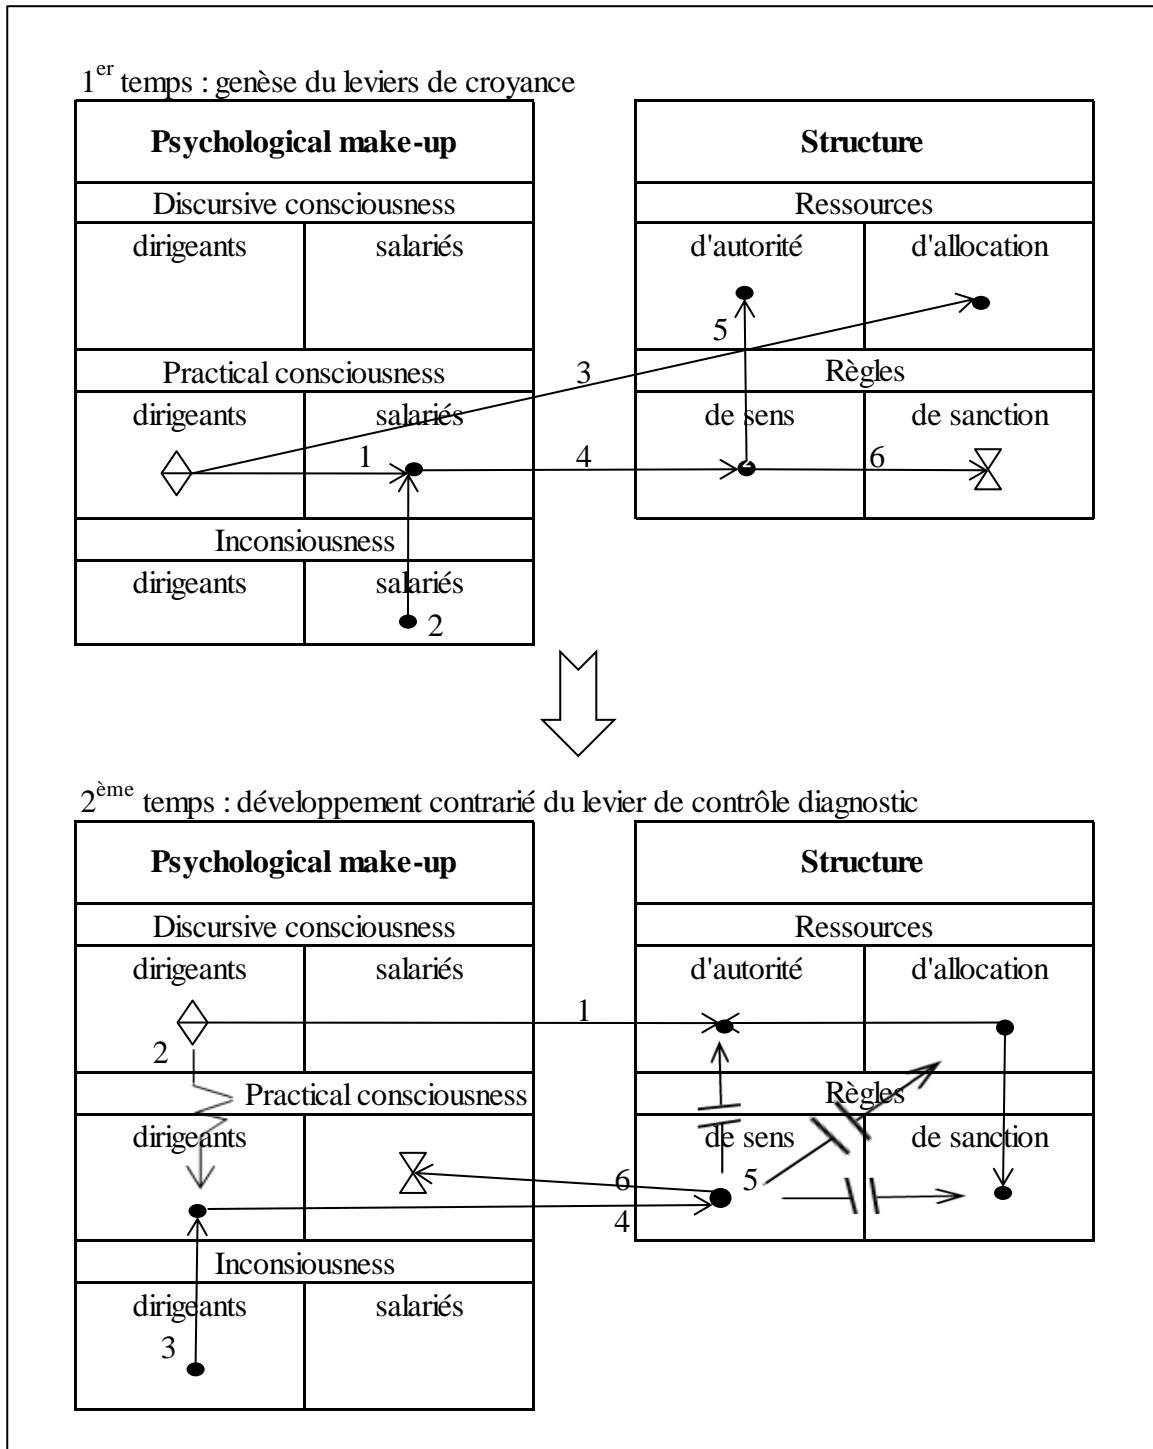 1er temps : genèse du leviers de croyance
Psychological make-up
Structure
Discursive consciousness
Ressources
dirigeants
salariés
d'autorité
d'allocation
5
Practical consciousness
3
Règles
dirigeants
salariés
de sens
de sanction
1
4
2
6
Inconsiousness
dirigeants
salariés
2
2ème temps : développement contrarié du levier de contrôle diagnostic
Psychological make-up
Structure
Discursive consciousness
Ressources
dirigeants
salariés
d'autorité
d'allocation
1
2
Practical consciousness
Règles
dirigeants
de sens
de sanction
6
5
4
Inconsiousness
dirigeants
salariés
3